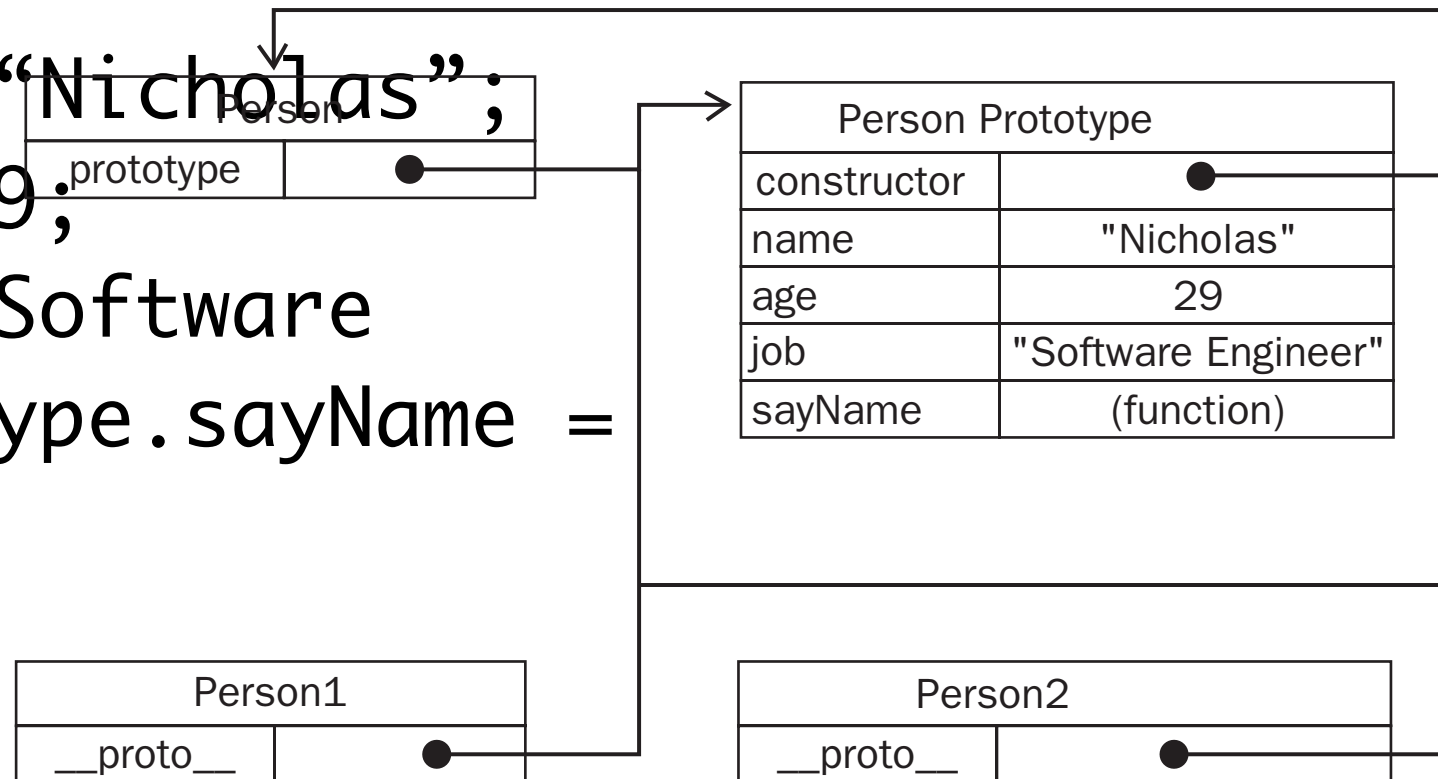 “Nicholas”;
Person
Person Prototype
prototype
constructor
9;
name "Nicholas"
age 29
Software
job "Software Engineer"
ype.sayName =
sayName (function)
Person1
Person2
__proto__
__proto__